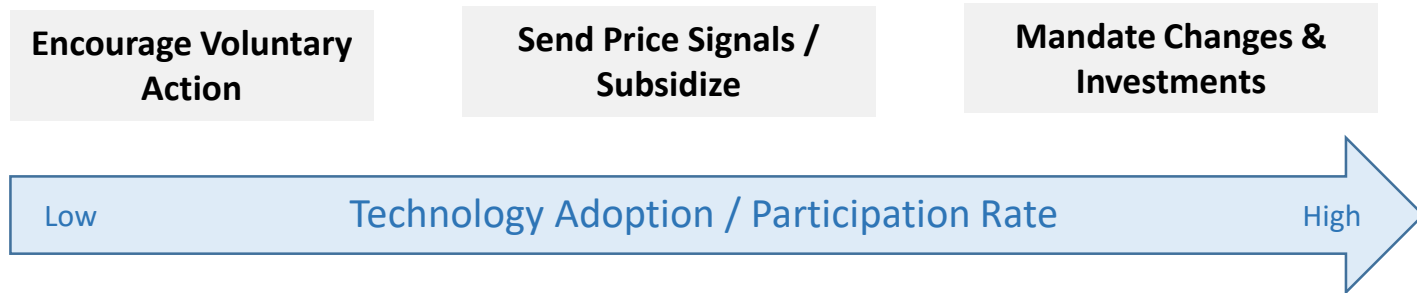 Encourage Voluntary
Action
Send Price Signals /
Subsidize
Mandate Changes &
Investments
Low
Technology Adoption / Participation Rate
High